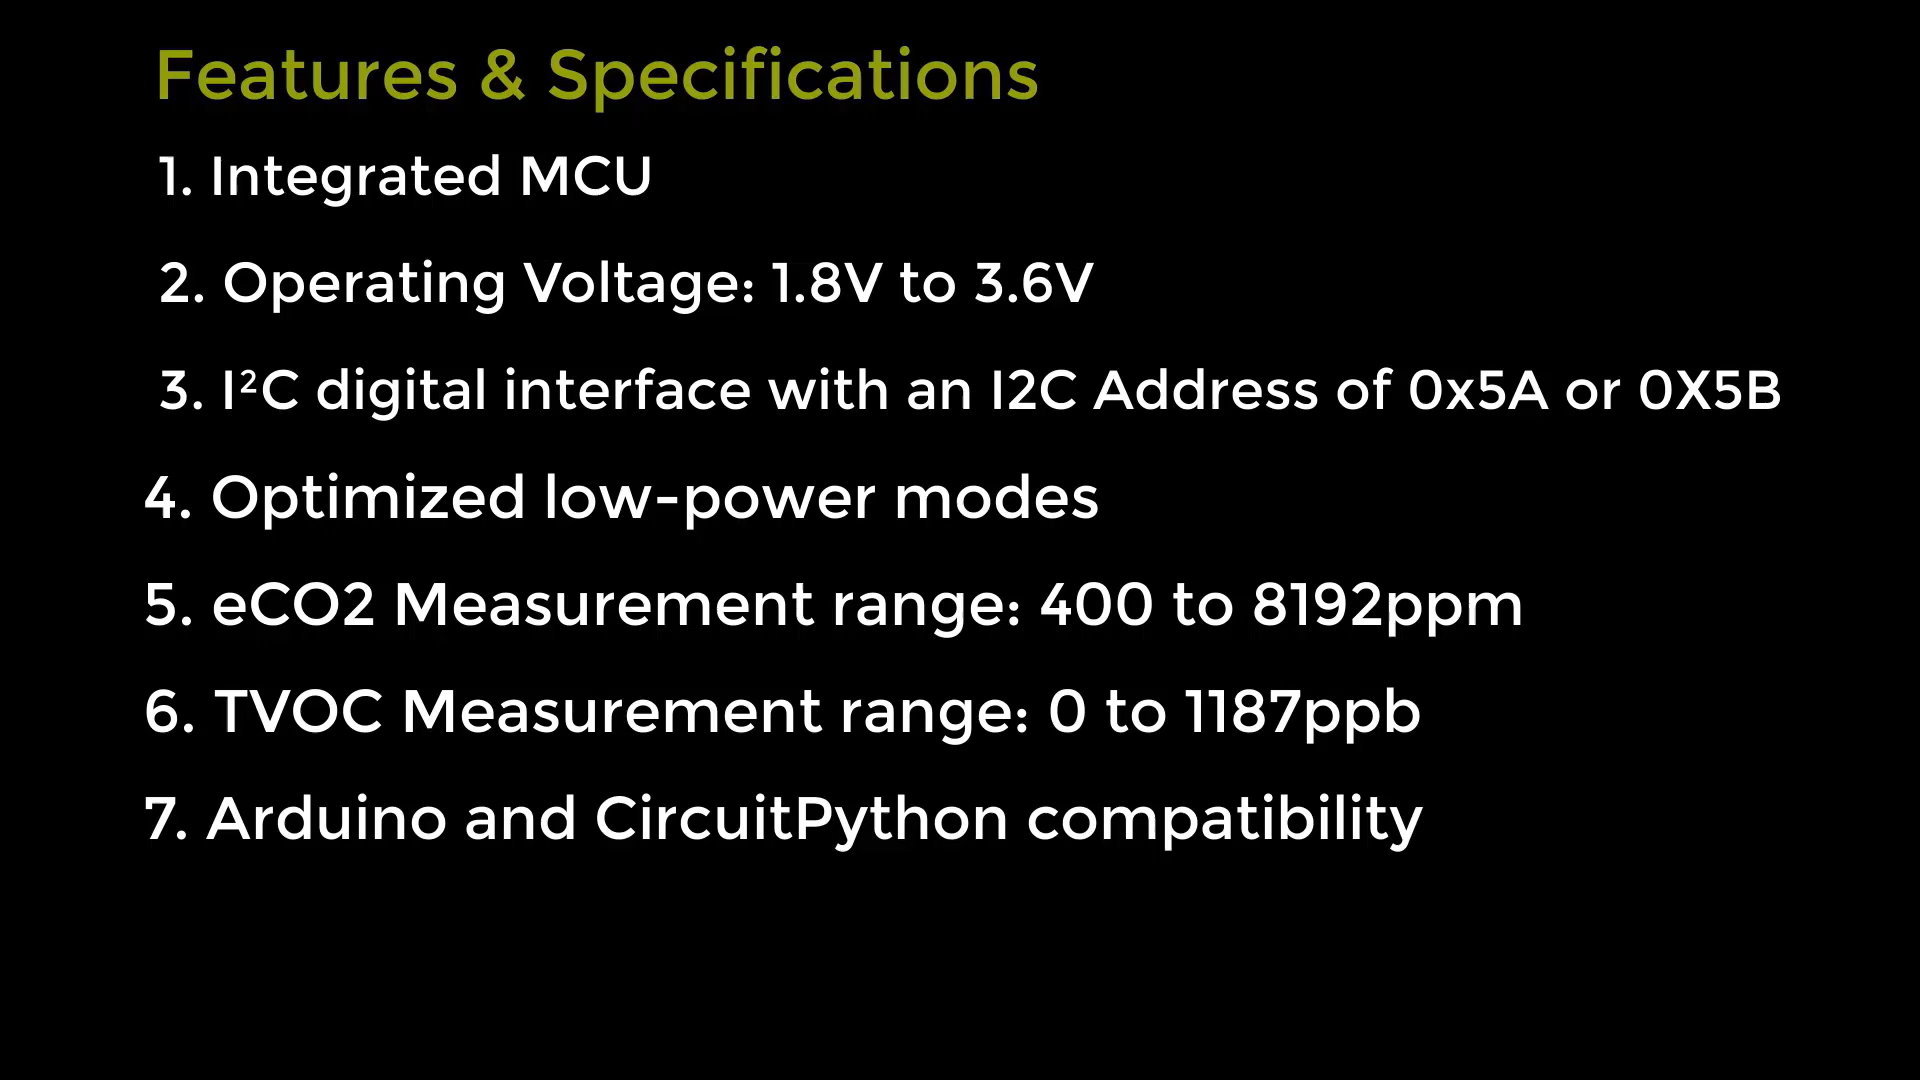 Features & Specifications
1. Integrated MCU
2. Operating Voltage: 1.8V to 3.6V
3. I²C digital interface with an I2C Address of 0x5A or 0X5B
4. Optimized low-power modes
5. eCO2 Measurement range: 400 to 8192ppm
6. TVOC Measurement range: 0 to 1187ppb
7. Arduino and CircuitPython compatibility